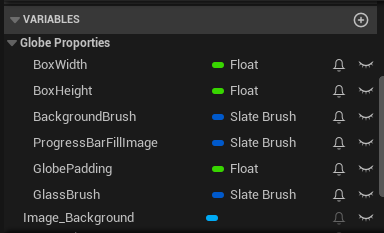 VARIABLES
Globe Proporties
BoxWidth Float
BoxHeight Float
BackgroundBrush Slate Brush
ProgressBarFillImage Slate Brush
GlobePadding Float
GlassBrush Slate Brush
Image_Background